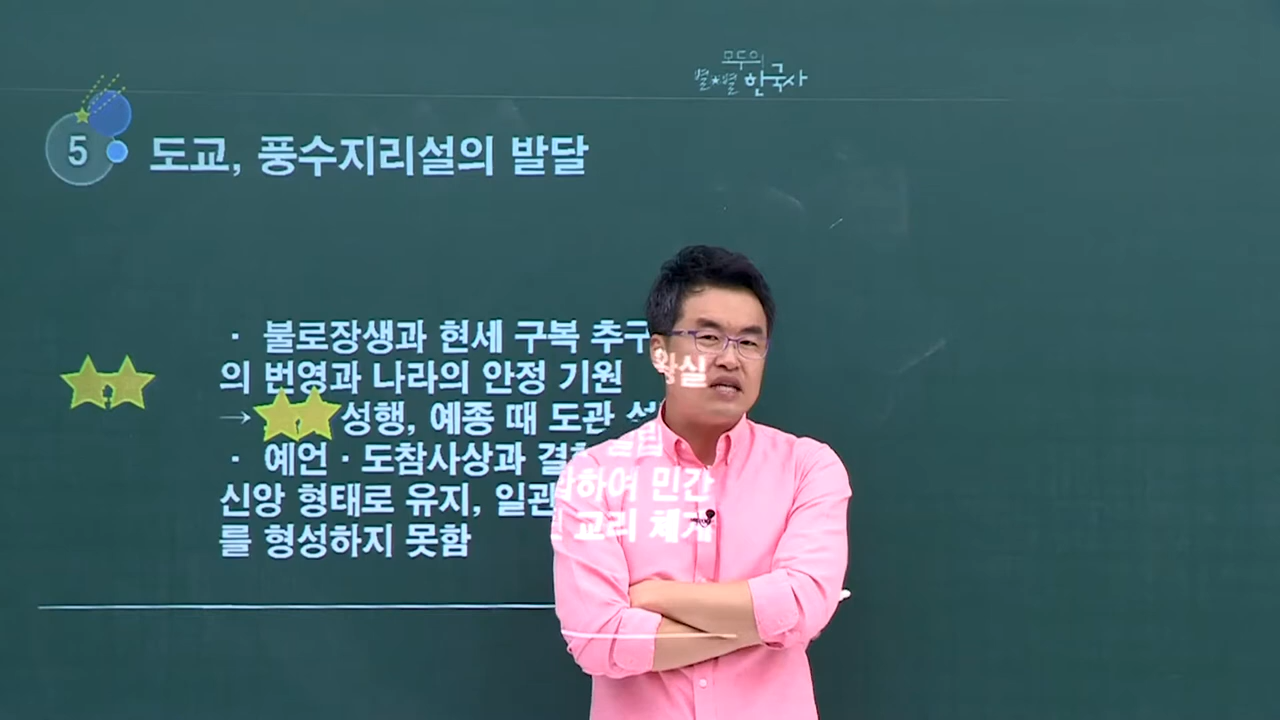 모두의
별★별 한국사
5 도교, 풍수지리설의 발달
· 불로장생과 현세 구복 추구 왕실
의 번영과 나라의 안정 기원
→ 성행, 예종 때 도관 설립
· 예언·도참사상과 결합하여 민간
신앙 형태로 유지, 일관된 교리 체계
를 형성하지 못함